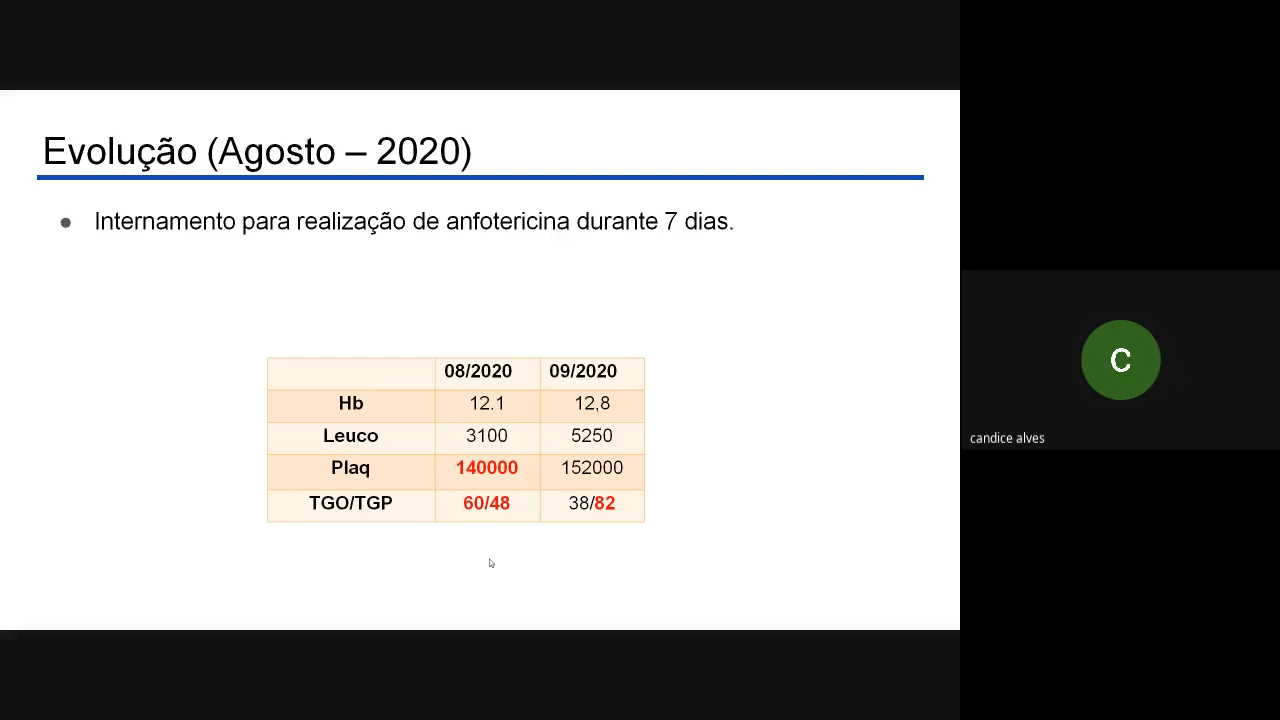 Evolução (Agosto – 2020)
● Internamento para realização de anfotericina durante 7 dias.
08/2020 09/2020
Hb 12.1 12,8
Leuco 3100 5250
Plaq 140000 152000
TGO/TGP 60/48 38/82
C
candice alves